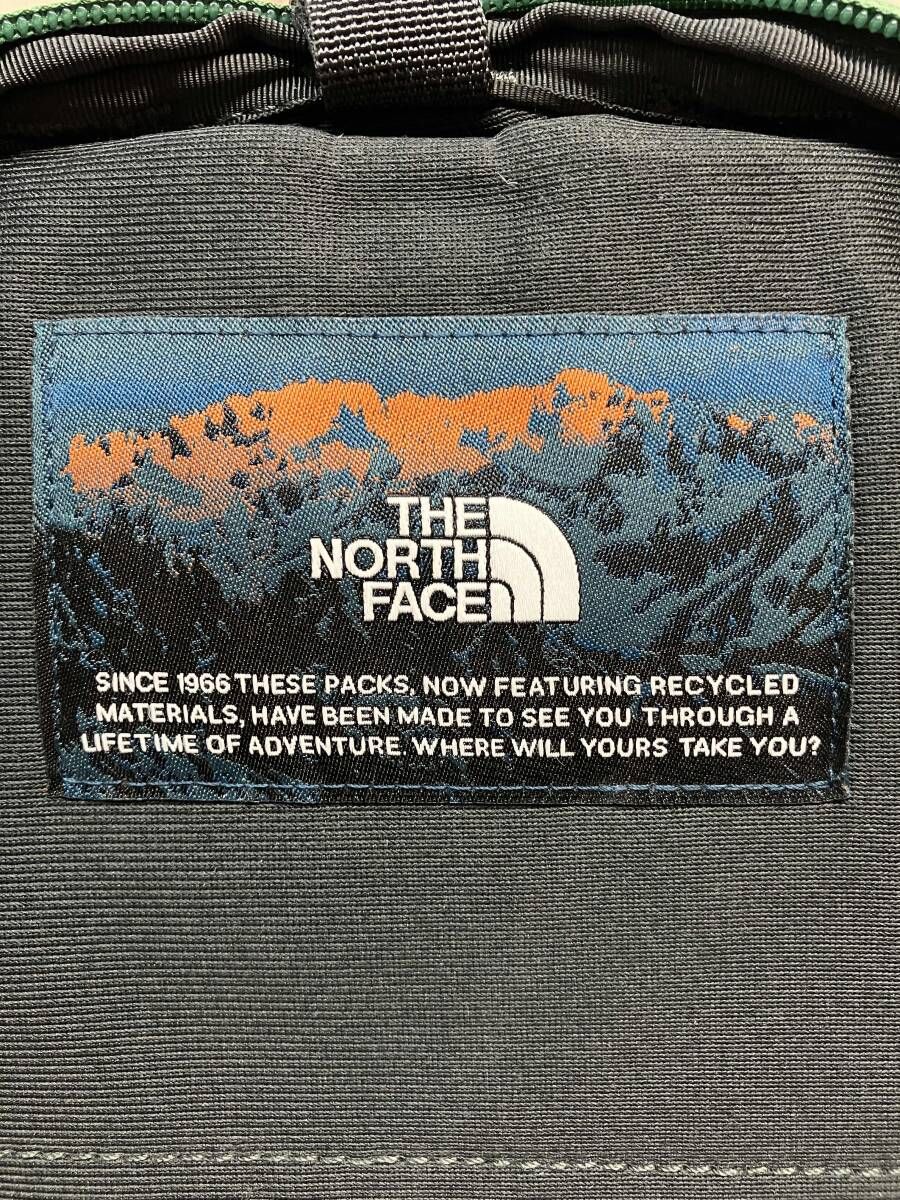 THE
NORTH
FACE
SINCE 1966 THESE PACKS, NOW FEATURING RECYCLED
MATERIALS, HAVE BEEN MADE TO SEE YOU THROUGH A
LIFETIME OF ADVENTURE. WHERE WILL YOURS TAKE YOU?